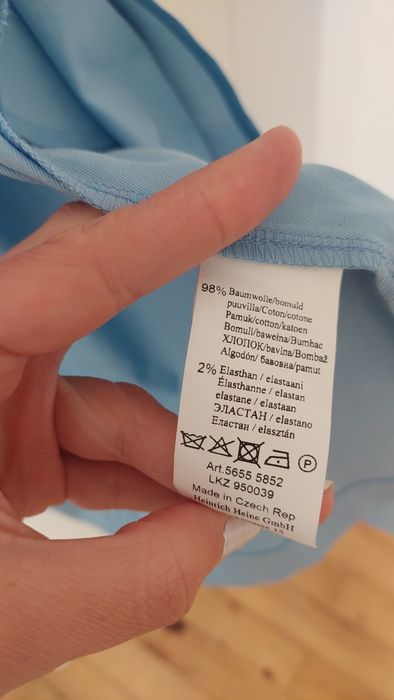 98% Baumwolle/bomuld
puuvilla/Coton/cotone
Pamuk/cotton/katoen
Bomull/bawełna/Bumbac
ХЛОПОК/bavlna/Bombaž
Algodón/ бавовна/pamut
2% Elasthan / elastaani
Élasthanne / elastan
elastane / elastaan
ЭЛАСТАН / elastano
Еластан / elasztán
P
Art.5655 5852
LKZ 950039
Made in Czech Rep
Heinrich Heine GmbH